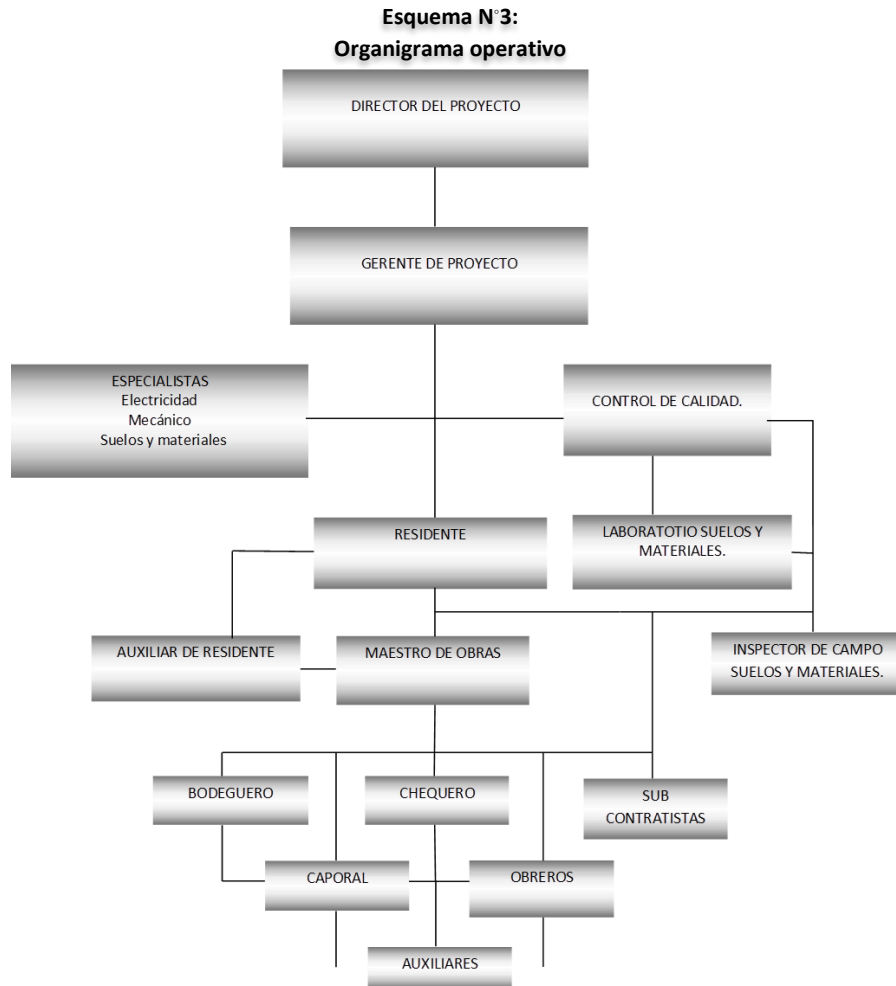 Esquema N°3:
Organigrama operativo
DIRECTOR DEL PROYECTO
GERENTE DE PROYECTO
ESPECIALISTAS
Electricidad
Mecánico
Suelos y materiales
CONTROL DE CALIDAD.
RESIDENTE
LABORATOTIO SUELOS Y
MATERIALES.
AUXILIAR DE RESIDENTE
MAESTRO DE OBRAS
INSPECTOR DE CAMPO
SUELOS Y MATERIALES.
BODEGUERO
CHEQUERO
SUB
CONTRATISTAS
CAPORAL
OBREROS
AUXILIARES